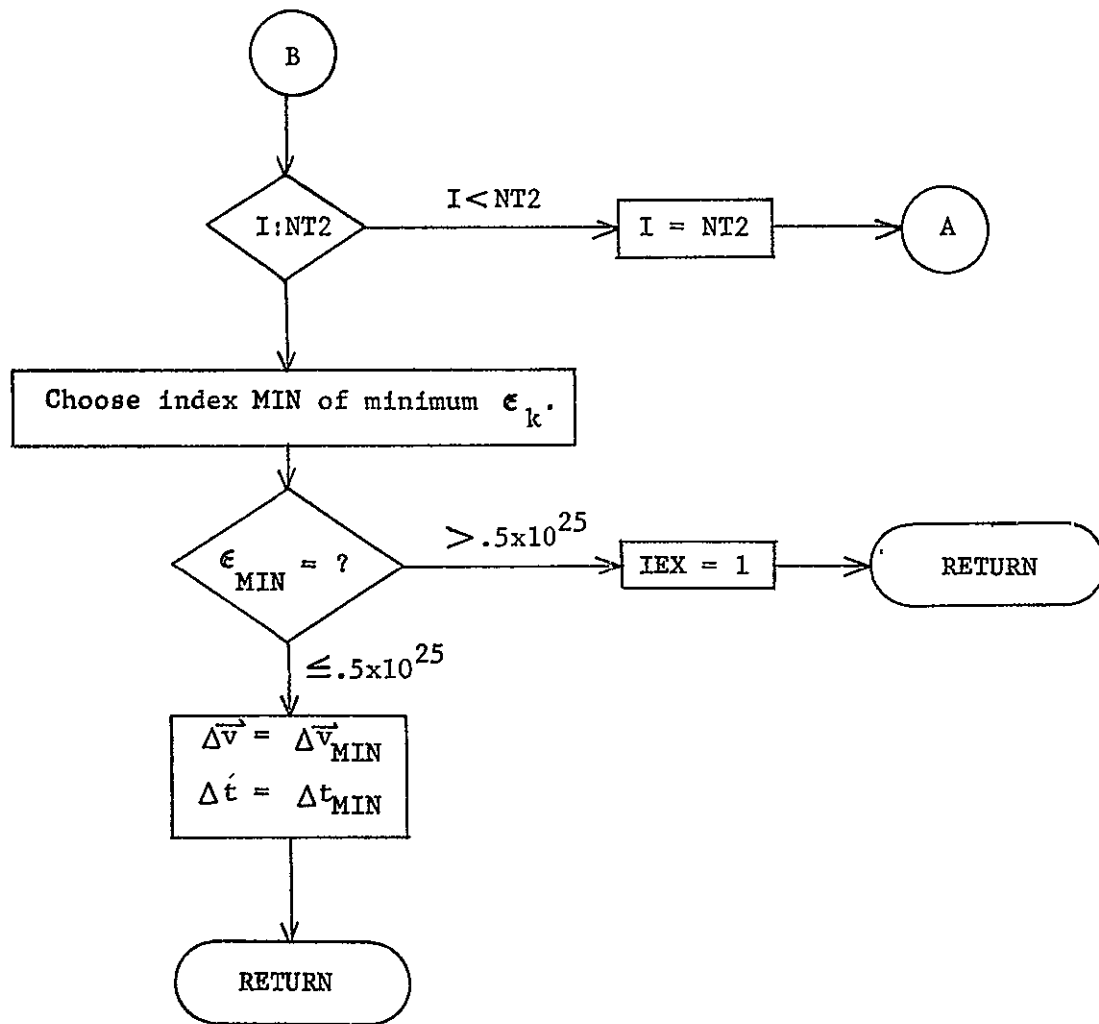 B
I:NT2
I<NT2
I = NT2
A
Choose index MIN of minimum ϵ_k.
ϵ_MIN = ?
>.5x10^25
IEX = 1
RETURN
≤.5x10^25
Δv⃗ = Δv⃗_MIN
Δt́ = Δt_MIN
RETURN